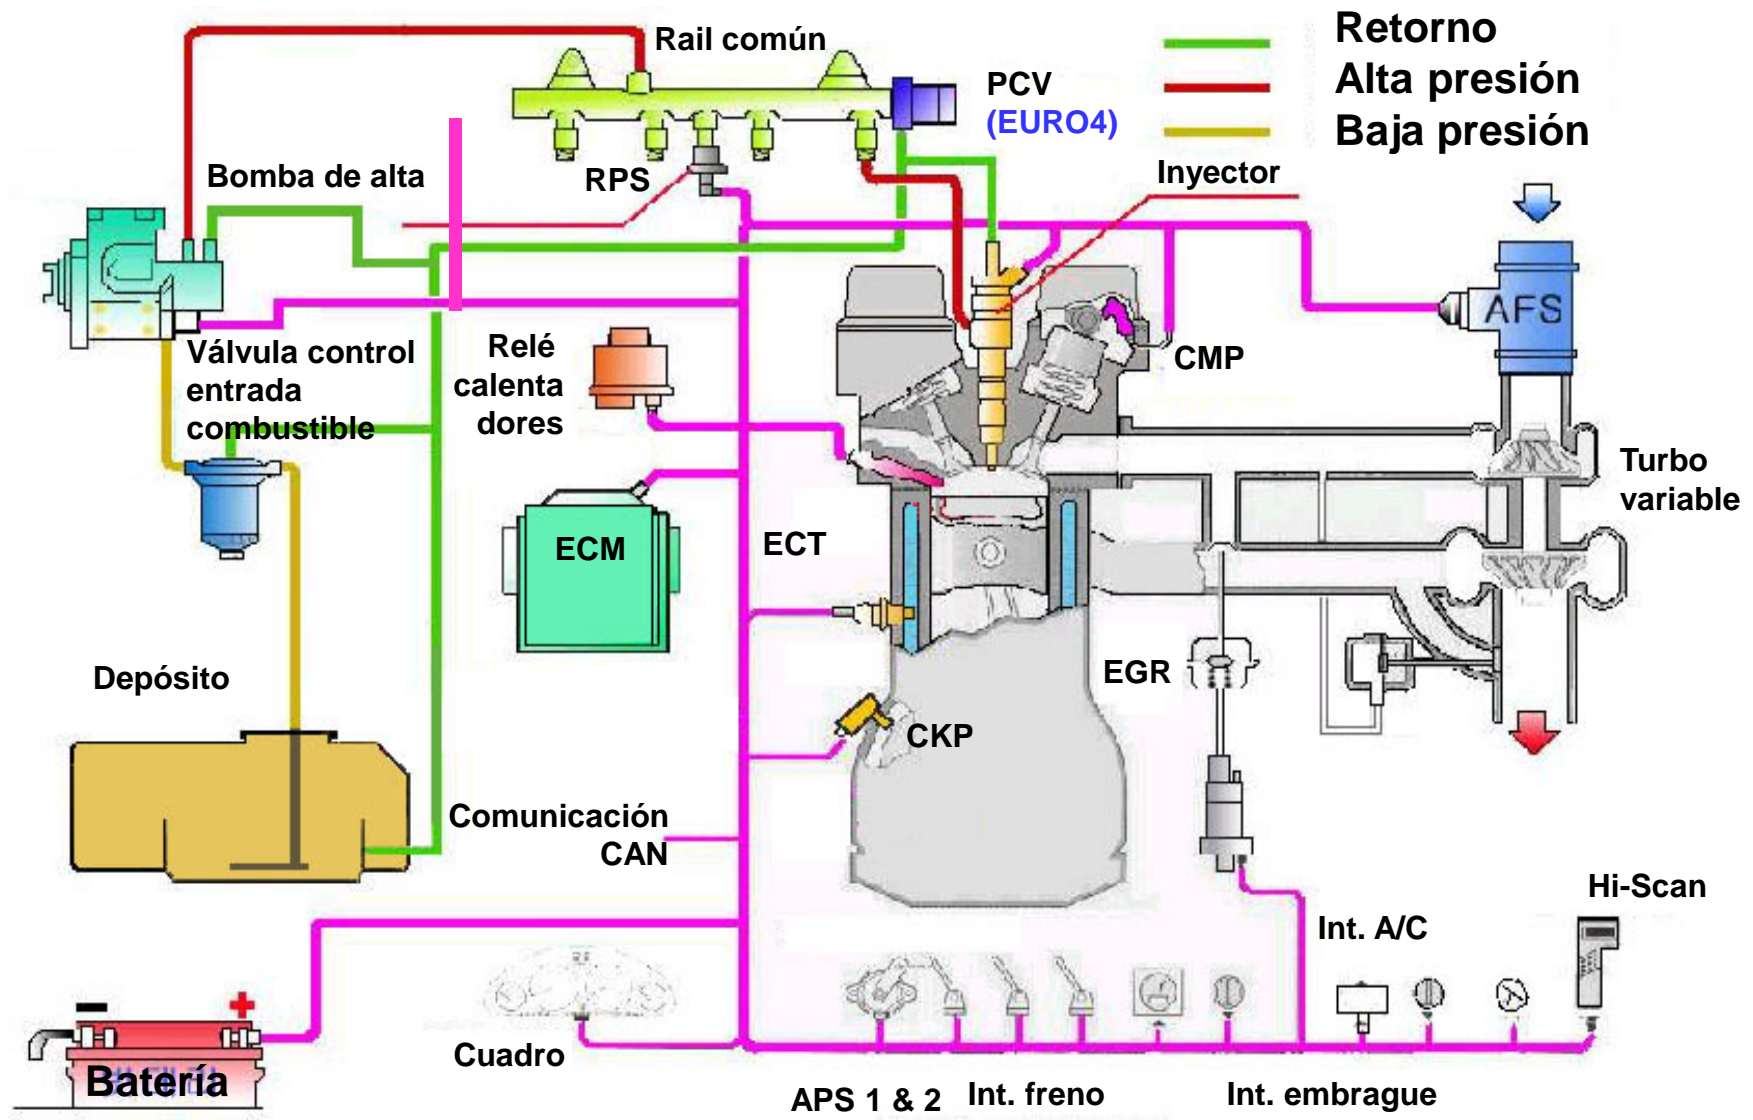 Retorno
Rail común
Alta presión
PCV
(EURO4)
Baja presión
Bomba de alta
RPS
Inyector
AFS
Válvula control
entrada
combustible
Relé
calenta
dores
CMP
Turbo
variable
ECM
ECT
Depósito
EGR
CKP
Comunicación
CAN
Hi-Scan
Int. A/C
Cuadro
Batería
APS 1 & 2
Int. freno
Int. embrague